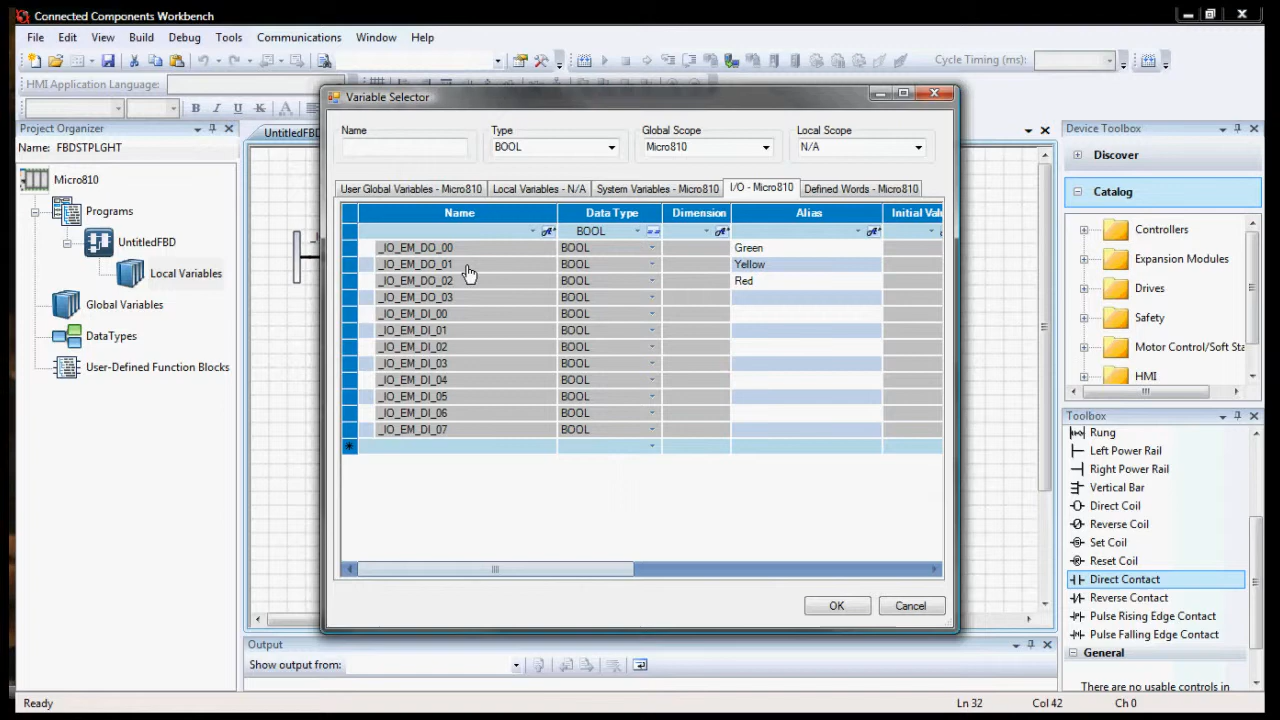 Connected Components Workbench
File Edit View Build Debug Tools Communications Window Help
Cycle Timing (ms):
HMI Application Language:
B I U A
Project Organizer
Name: FBDSTPLGHT
Micro810
Programs
UntitledFBD
Local Variables
Global Variables
DataTypes
User-Defined Function Blocks
UntitledFBD
Variable Selector
Name Type Global Scope Local Scope
BOOL Micro810 N/A
User Global Variables - Micro810 Local Variables - N/A System Variables - Micro810 I/O - Micro810 Defined Words - Micro810
Name Data Type Dimension Alias Initial Valu
BOOL
_IO_EM_DO_00 BOOL Green
_IO_EM_DO_01 BOOL Yellow
_IO_EM_DO_02 BOOL Red
_IO_EM_DO_03 BOOL
_IO_EM_DI_00 BOOL
_IO_EM_DI_01 BOOL
_IO_EM_DI_02 BOOL
_IO_EM_DI_03 BOOL
_IO_EM_DI_04 BOOL
_IO_EM_DI_05 BOOL
_IO_EM_DI_06 BOOL
_IO_EM_DI_07 BOOL
OK Cancel
Device Toolbox
Discover
Catalog
Controllers
Expansion Modules
Drives
Safety
Motor Control/Soft Sta
HMI
Toolbox
Rung
Left Power Rail
Right Power Rail
Vertical Bar
Direct Coil
Reverse Coil
Set Coil
Reset Coil
Direct Contact
Reverse Contact
Pulse Rising Edge Contact
Pulse Falling Edge Contact
General
There are no usable controls in
Output
Show output from:
Ready Ln 32 Col 42 Ch 0